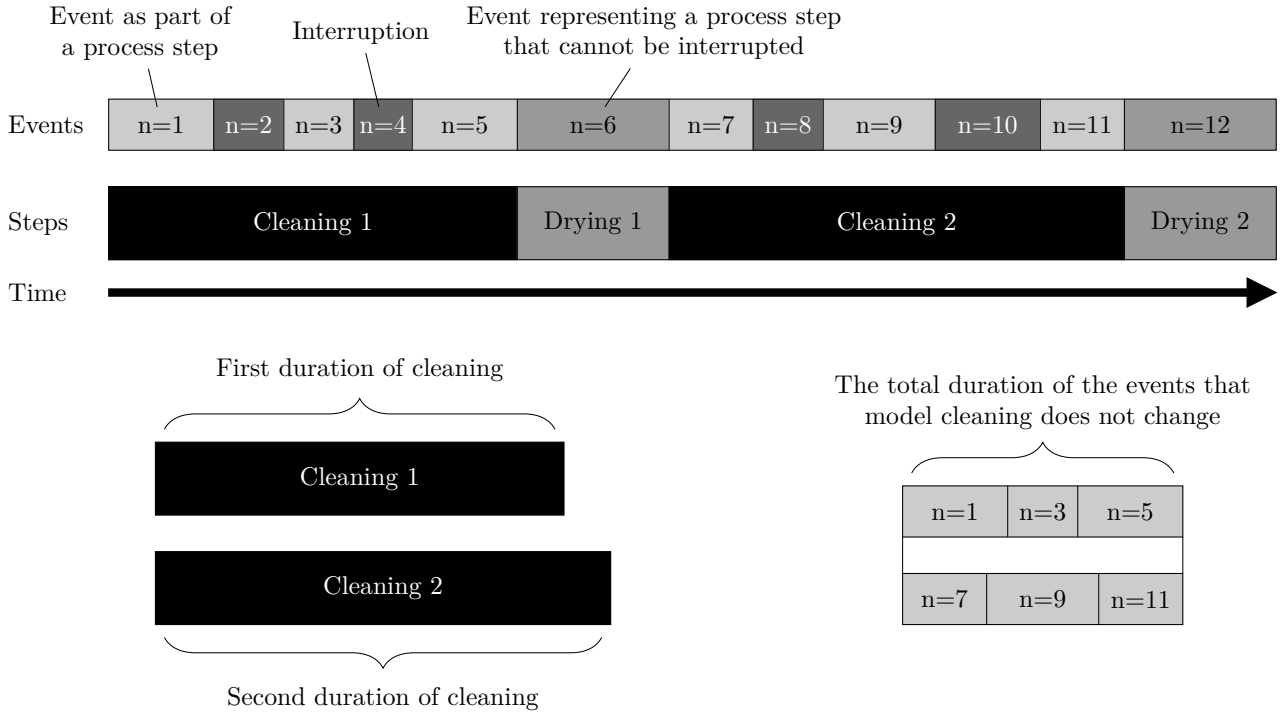 Event as part of
a process step
Interruption
Event representing a process step
that cannot be interrupted
Events
n=1 n=2 n=3 n=4 n=5 n=6 n=7 n=8 n=9 n=10 n=11 n=12
Steps
Cleaning 1 Drying 1 Cleaning 2 Drying 2
Time
First duration of cleaning
Cleaning 1
Cleaning 2
Second duration of cleaning
The total duration of the events that
model cleaning does not change
n=1 n=3 n=5
n=7 n=9 n=11